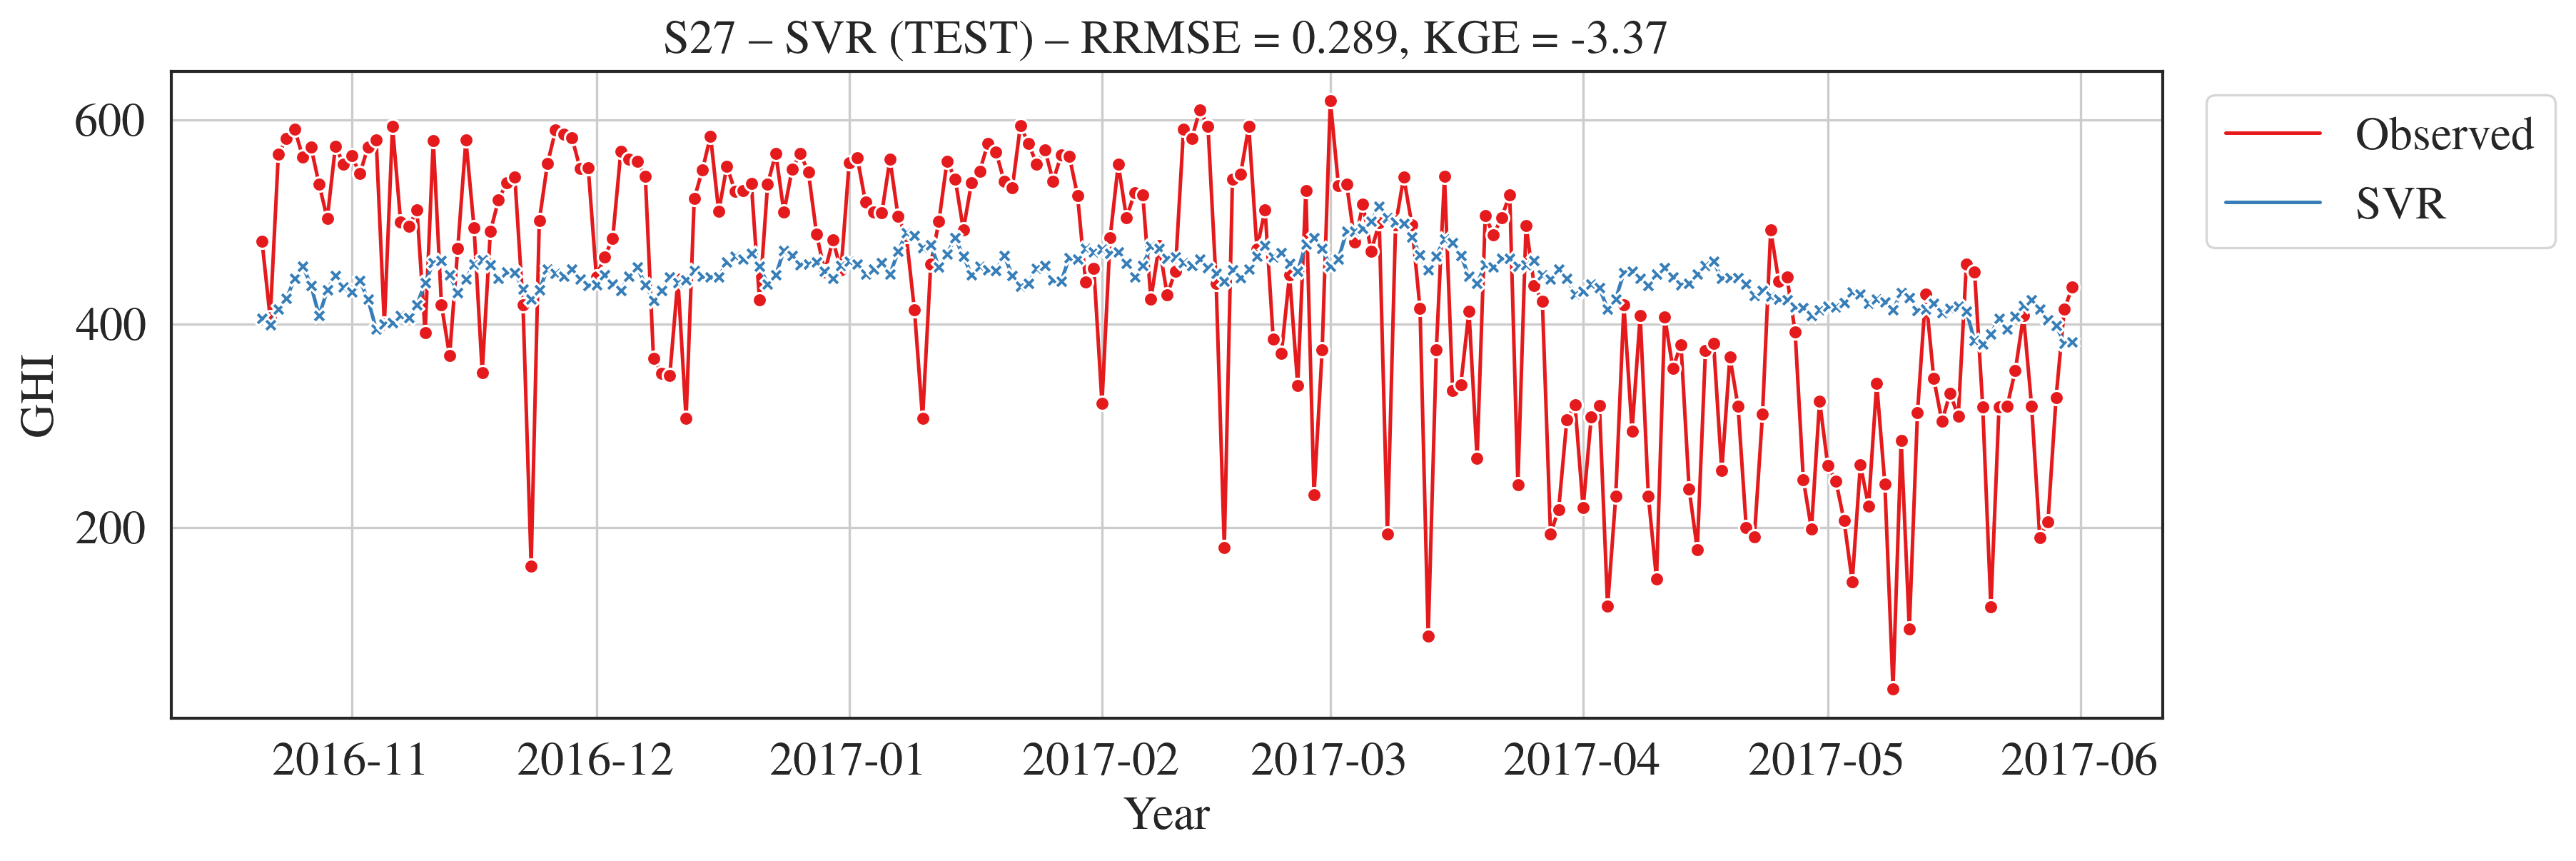 S27 – SVR (TEST) – RRMSE = 0.289, KGE = -3.37
Observed
SVR
600
400
200
GHI
2016-11 2016-12 2017-01 2017-02 2017-03 2017-04 2017-05 2017-06
Year